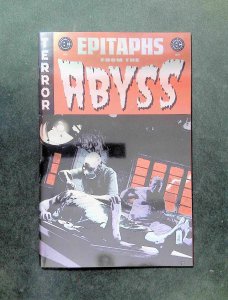 TERROR
EPITAPHS
FROM THE
ABYSS